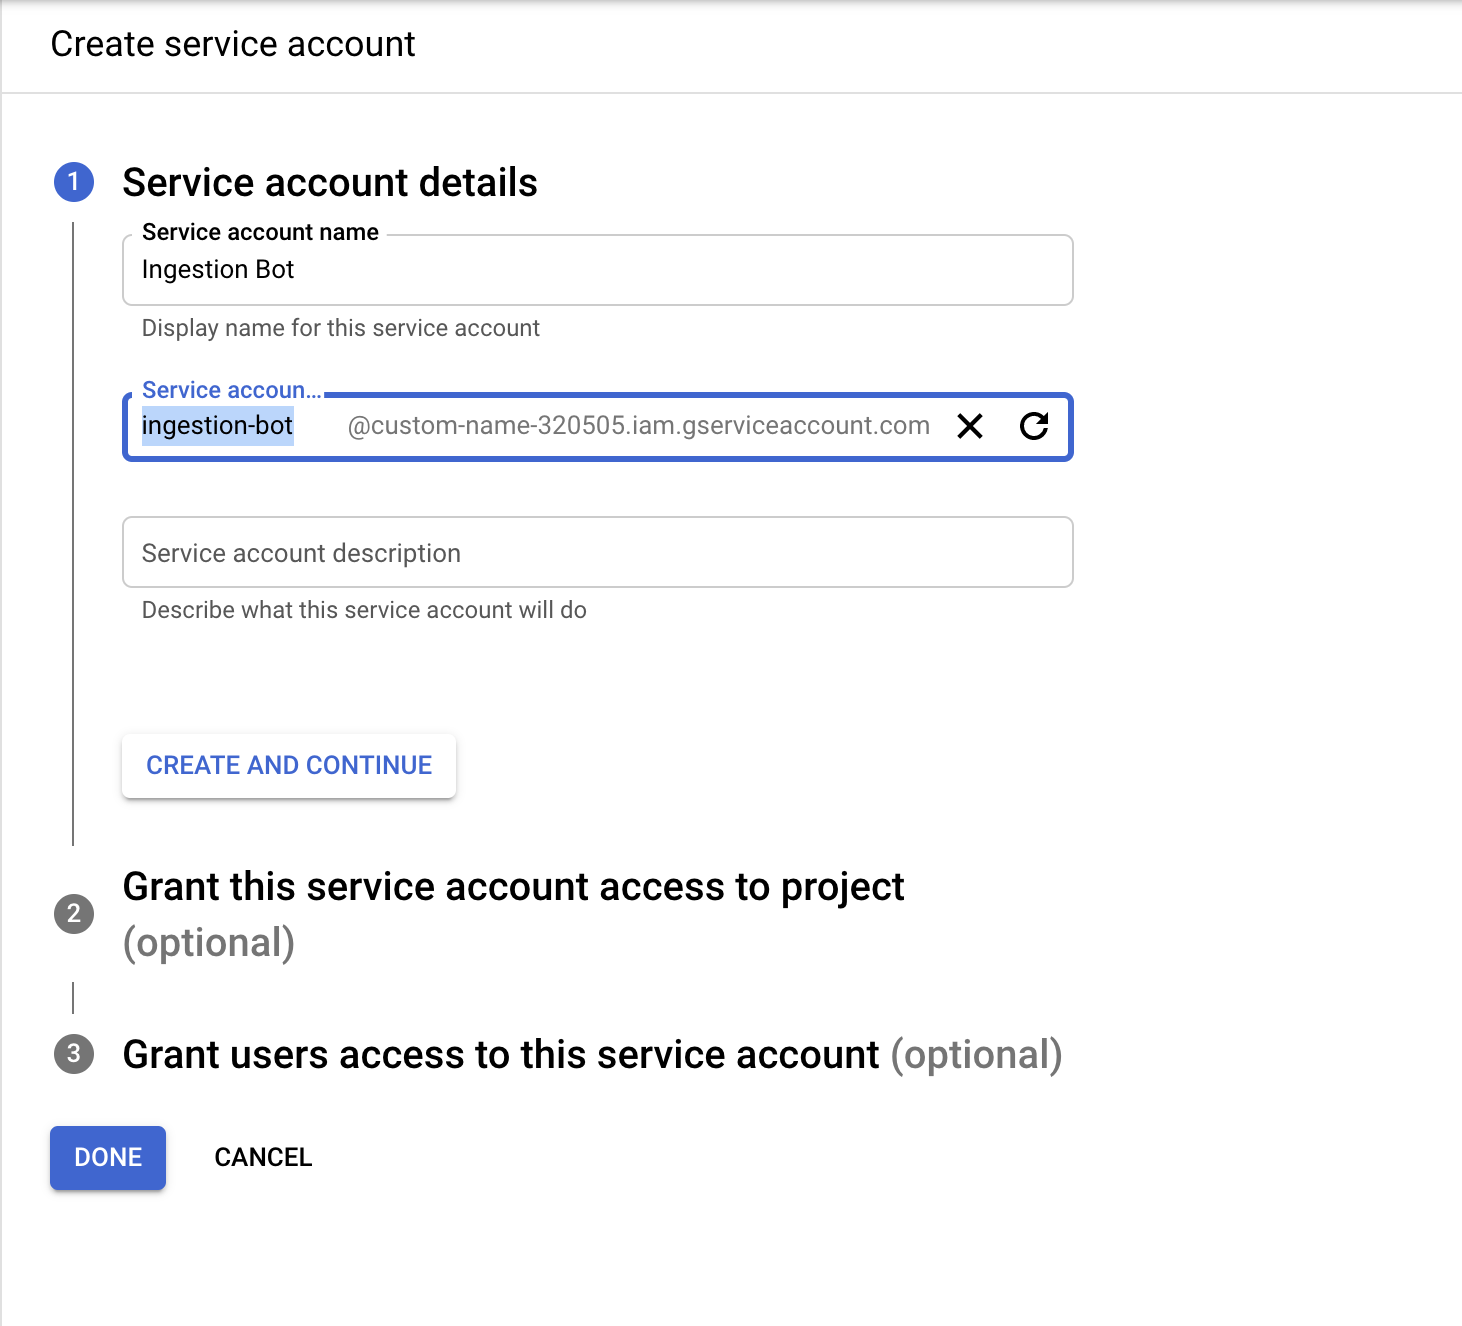 Create service account
1 Service account details
Service account name
Ingestion Bot
Display name for this service account
Service accoun...
ingestion-bot @custom-name-320505.iam.gserviceaccount.com
Service account description
Describe what this service account will do
CREATE AND CONTINUE
2 Grant this service account access to project
(optional)
3 Grant users access to this service account (optional)
DONE CANCEL